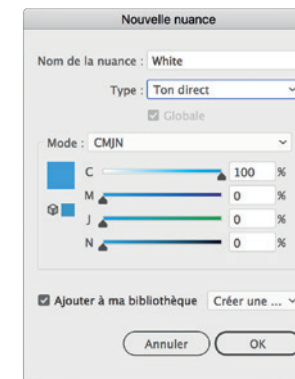 Nouvelle nuance
Nom de la nuance : White
Type : Ton direct
Globale
Mode : CMJN
C 100 %
M 0 %
J 0 %
N 0 %
Ajouter à ma bibliothèque Créer une ...
Annuler OK